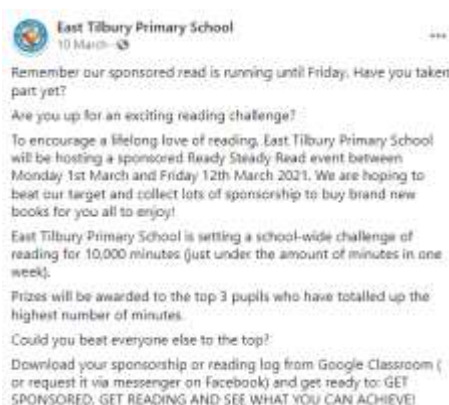 East Tilbury Primary School
10 March
Remember our sponsored read is running until Friday. Have you taken
part yet?
Are you up for an exciting reading challenge?
To encourage a lifelong love of reading, East Tilbury Primary School
will be hosting a sponsored Ready Steady Read event between
Monday 1st March and Friday 12th March 2021. We are hoping to
beat our target and collect lots of sponsorship to buy brand new
books for you all to enjoy!
East Tilbury Primary School is setting a school-wide challenge of
reading for 10,000 minutes (just under the amount of minutes in one
week).
Prizes will be awarded to the top 3 pupils who have totalled up the
highest number of minutes.
Could you beat everyone else to the top?
Download your sponsorship or reading log from Google Classroom (
or request it via messenger on Facebook) and get ready to: GET
SPONSORED, GET READING AND SEE WHAT YOU CAN ACHIEVE!